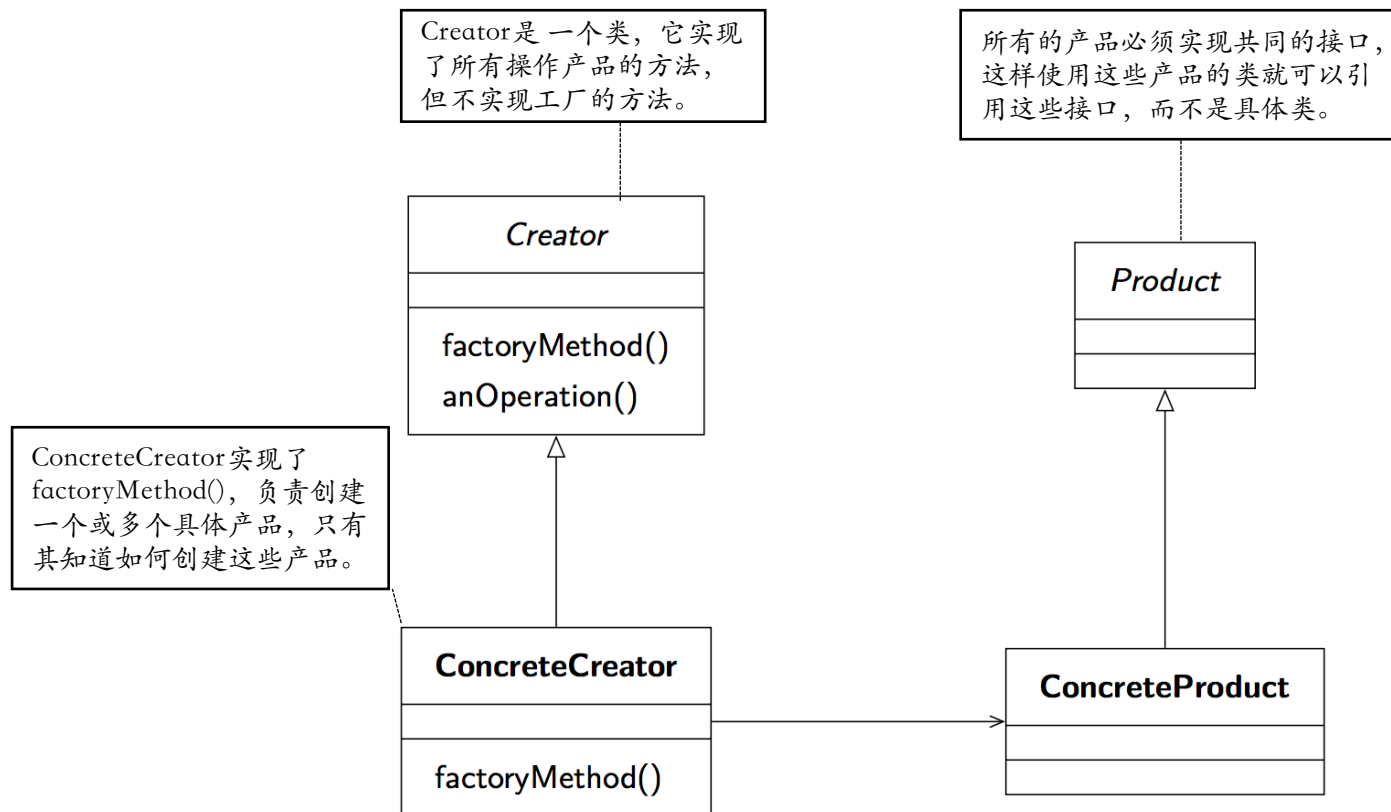 Creator是一个类，它实现
了所有操作产品的方法，
但不实现工厂的方法。
所有的产品必须实现共同的接口，
这样使用这些产品的类就可以引
用这些接口，而不是具体类。
Creator
factoryMethod()
anOperation()
Product
ConcreteCreator实现了
factoryMethod()，负责创建
一个或多个具体产品，只有
其知道如何创建这些产品。
ConcreteCreator
factoryMethod()
ConcreteProduct